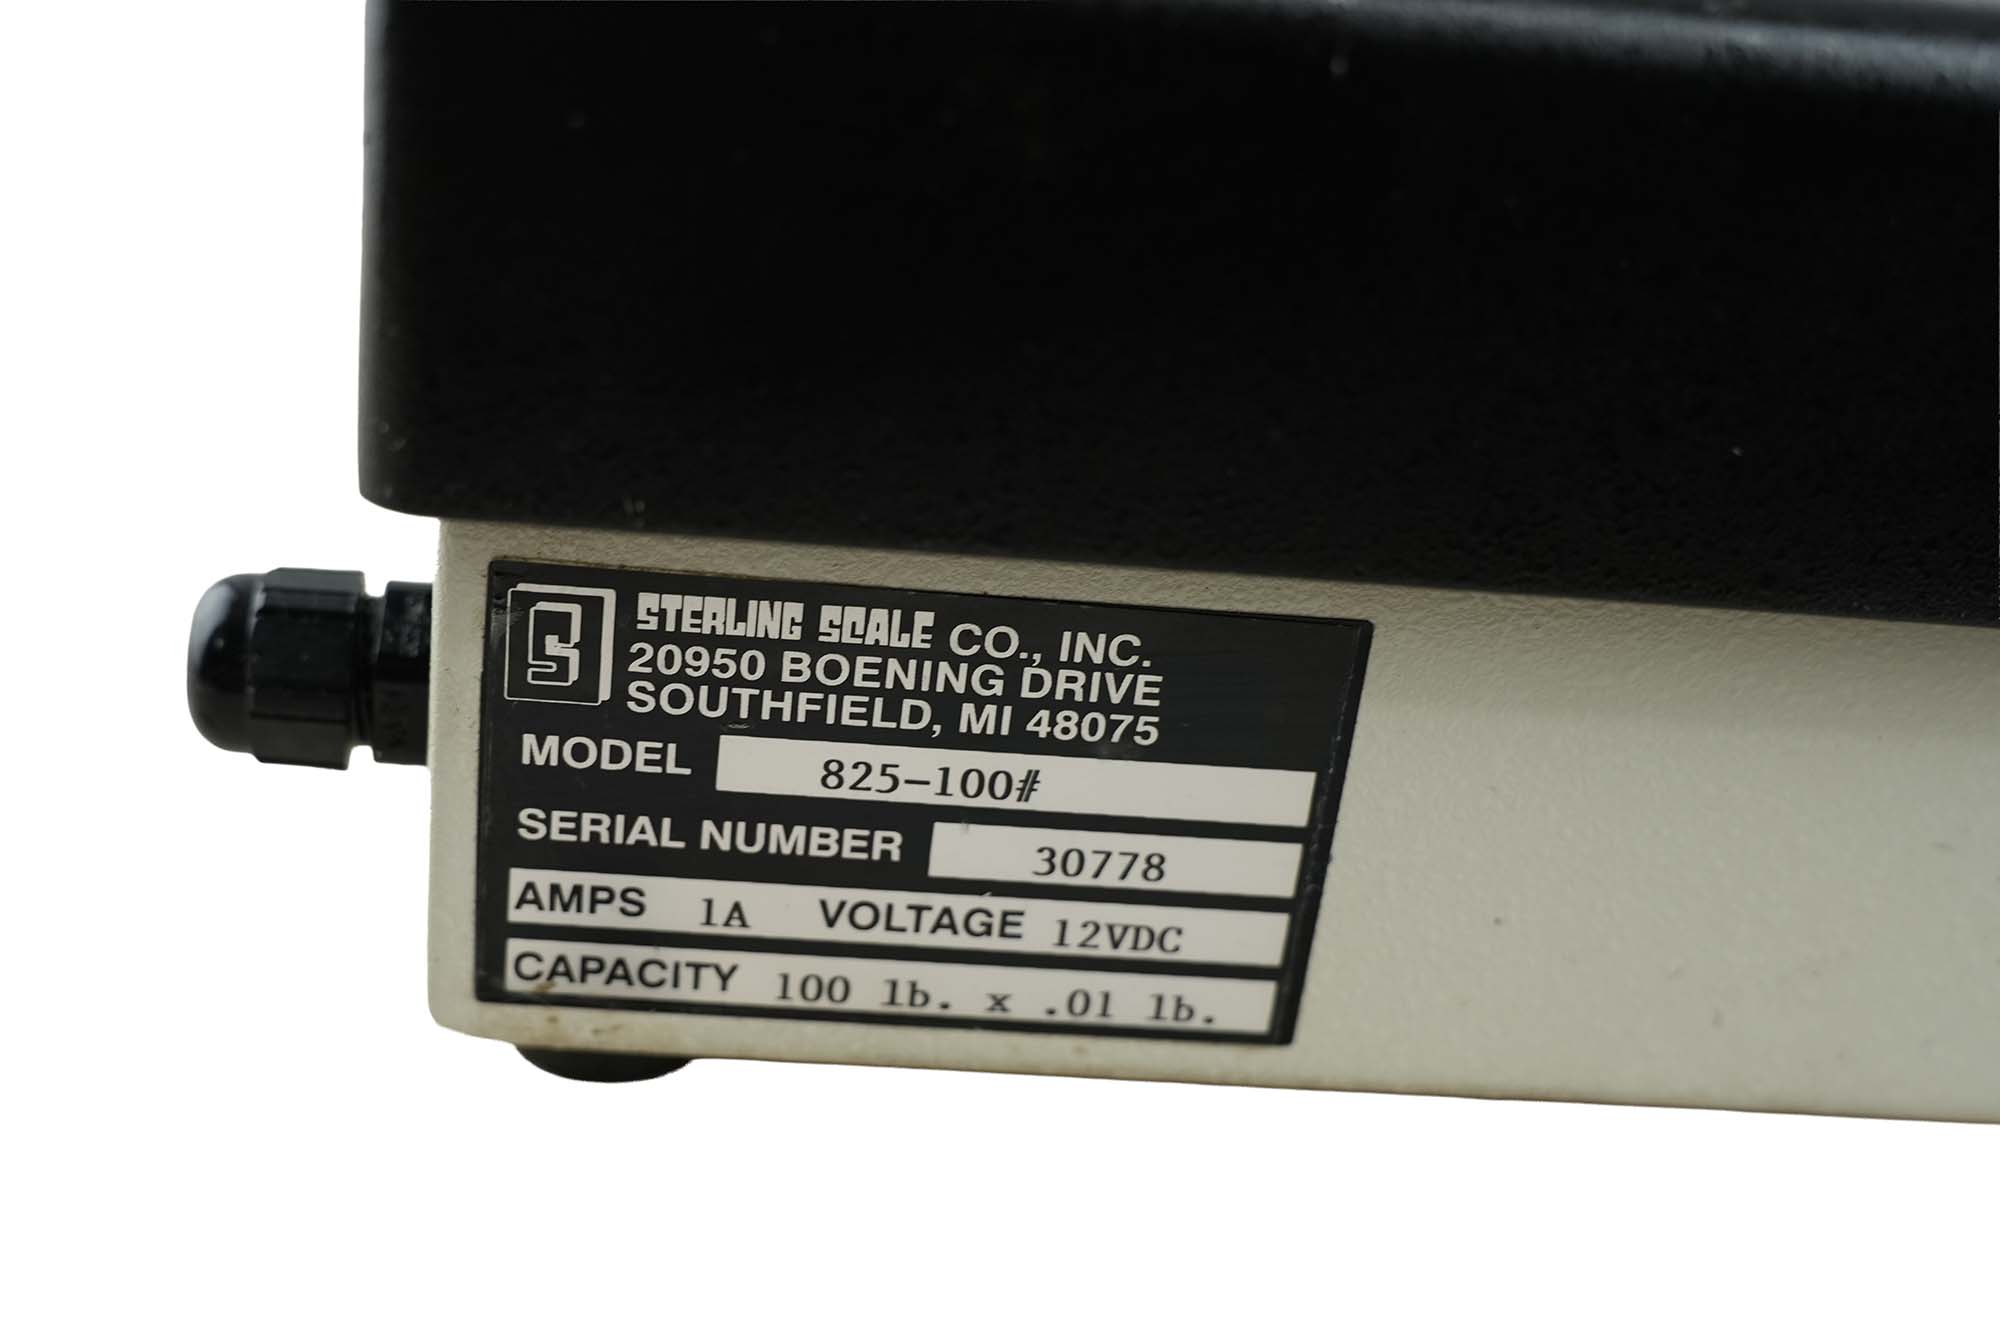 S STERLING SCALE CO., INC.
20950 BOENING DRIVE
SOUTHFIELD, MI 48075
MODEL 825-100#
SERIAL NUMBER 30778
AMPS 1A VOLTAGE 12VDC
CAPACITY 100 lb. x .01 lb.